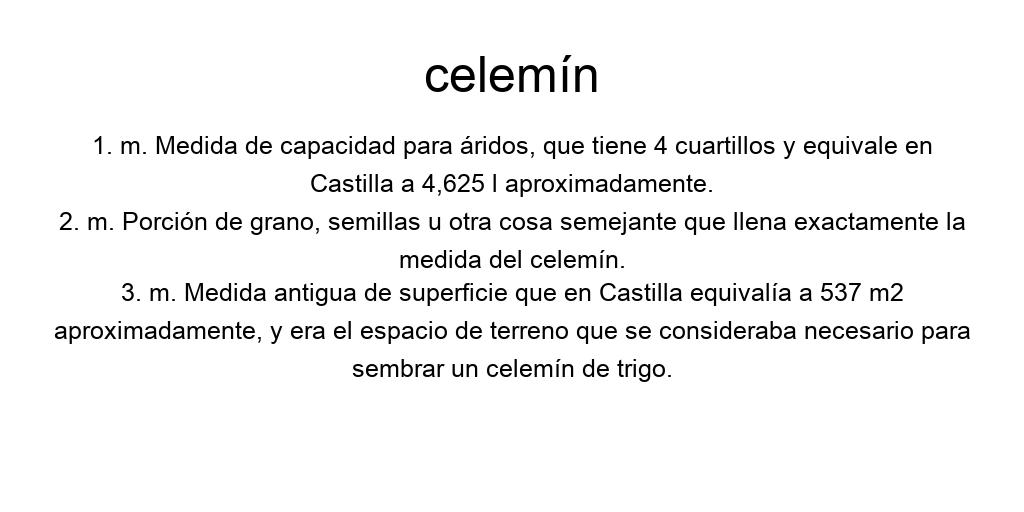 celemín
1. m. Medida de capacidad para áridos, que tiene 4 cuartillos y equivale en
Castilla a 4,625 l aproximadamente.
2. m. Porción de grano, semillas u otra cosa semejante que llena exactamente la
medida del celemín.
3. m. Medida antigua de superficie que en Castilla equivalía a 537 m2
aproximadamente, y era el espacio de terreno que se consideraba necesario para
sembrar un celemín de trigo.